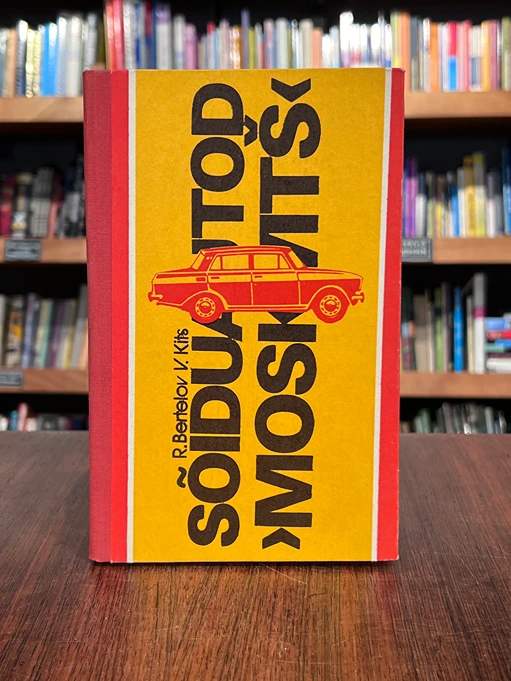 R. Bertelov V. Kits
SÕIDUAUTOD
›MOSKVITŠ‹